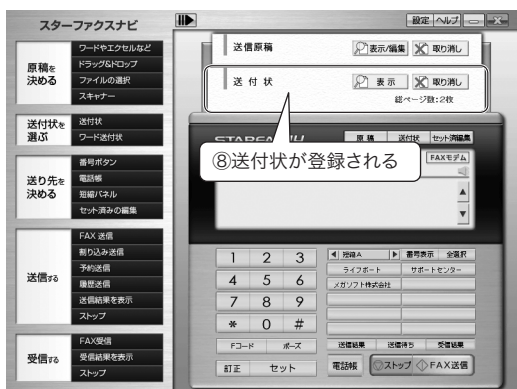 スターファクスナビ
設定 ヘルプ
原稿を決める
ワードやエクセルなど
ドラッグ&ドロップ
ファイルの選択
スキャナー
送付状を選ぶ
送付状
ワード送付状
送り先を決める
番号ボタン
電話帳
短縮パネル
セット済みの編集
送信する
FAX 送信
割り込み送信
予約送信
履歴送信
送信結果を表示
ストップ
受信する
FAX受信
受信結果を表示
ストップ
送信原稿 表示/編集 取り消し
送付状 表示 取り消し
総ページ数:2枚
原稿 送付状 セット済編集
⑧送付状が登録される
FAXモデム
1 2 3
4 5 6
7 8 9
* 0 #
Fコード ポーズ
訂正 セット
短縮A 番号表示 全選択
ライフボート サポートセンター
メガソフト株式会社
送信結果 送信待ち 受信結果
電話帳 ストップ FAX送信